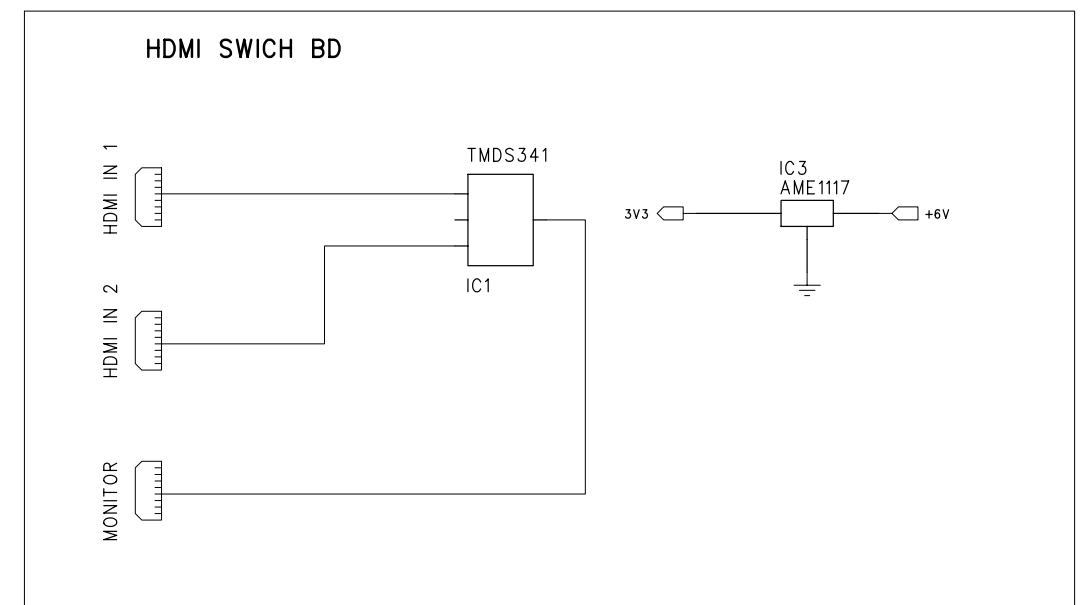 HDMI SWICH BD
HDMI IN 1
TMDS341
IC1
IC3
AME1117
3V3
+6V
HDMI IN 2
MONITOR